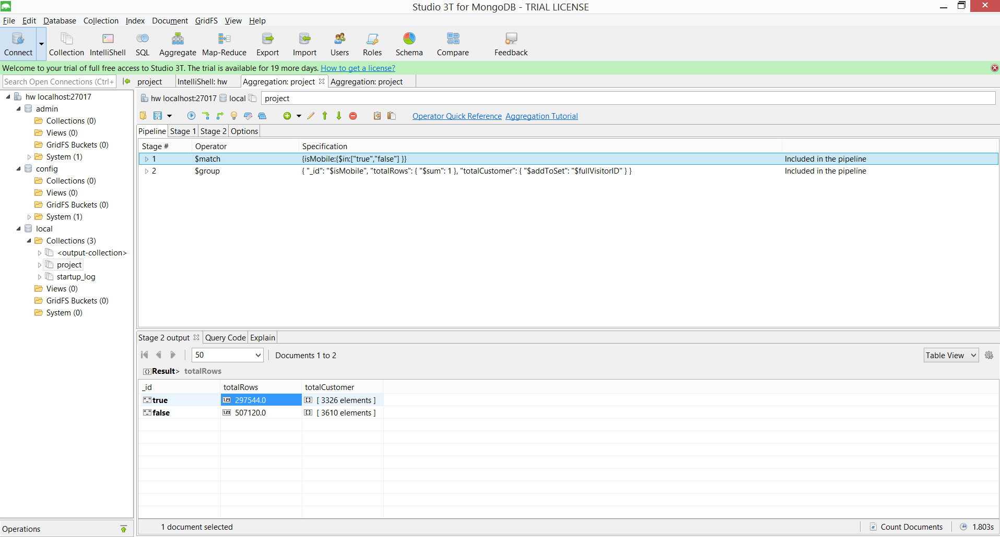 Studio 3T for MongoDB - TRIAL LICENSE
File Edit Database Collection Index Document GridFS View Help
Connect Collection IntelliShell SQL Aggregate Map-Reduce Export Import Users Roles Schema Compare Feedback
Welcome to your trial of full free access to Studio 3T. The trial is available for 19 more days. How to get a license?
Search Open Connections (Ctrl+
project IntelliShell: hw Aggregation: project Aggregation: project
hw localhost:27017
admin
Collections (0)
Views (0)
GridFS Buckets (0)
System (1)
config
Collections (0)
Views (0)
GridFS Buckets (0)
System (1)
local
Collections (3)
<output-collection>
project
startup_log
Views (0)
GridFS Buckets (0)
System (0)
Operations
hw localhost:27017 local project
Operator Quick Reference Aggregation Tutorial
Pipeline Stage 1 Stage 2 Options
Stage # Operator Specification
1 $match {isMobile:{$in:["true","false"] }} Included in the pipeline
2 $group { "_id": "$isMobile", "totalRows": { "$sum": 1 }, "totalCustomer": { "$addToSet": "$fullVisitorID" } } Included in the pipeline
Stage 2 output Query Code Explain
50 Documents 1 to 2 Table View
Result> totalRows
_id totalRows totalCustomer
true 297544.0 [ 3326 elements ]
false 507120.0 [ 3610 elements ]
1 document selected Count Documents 1.803s